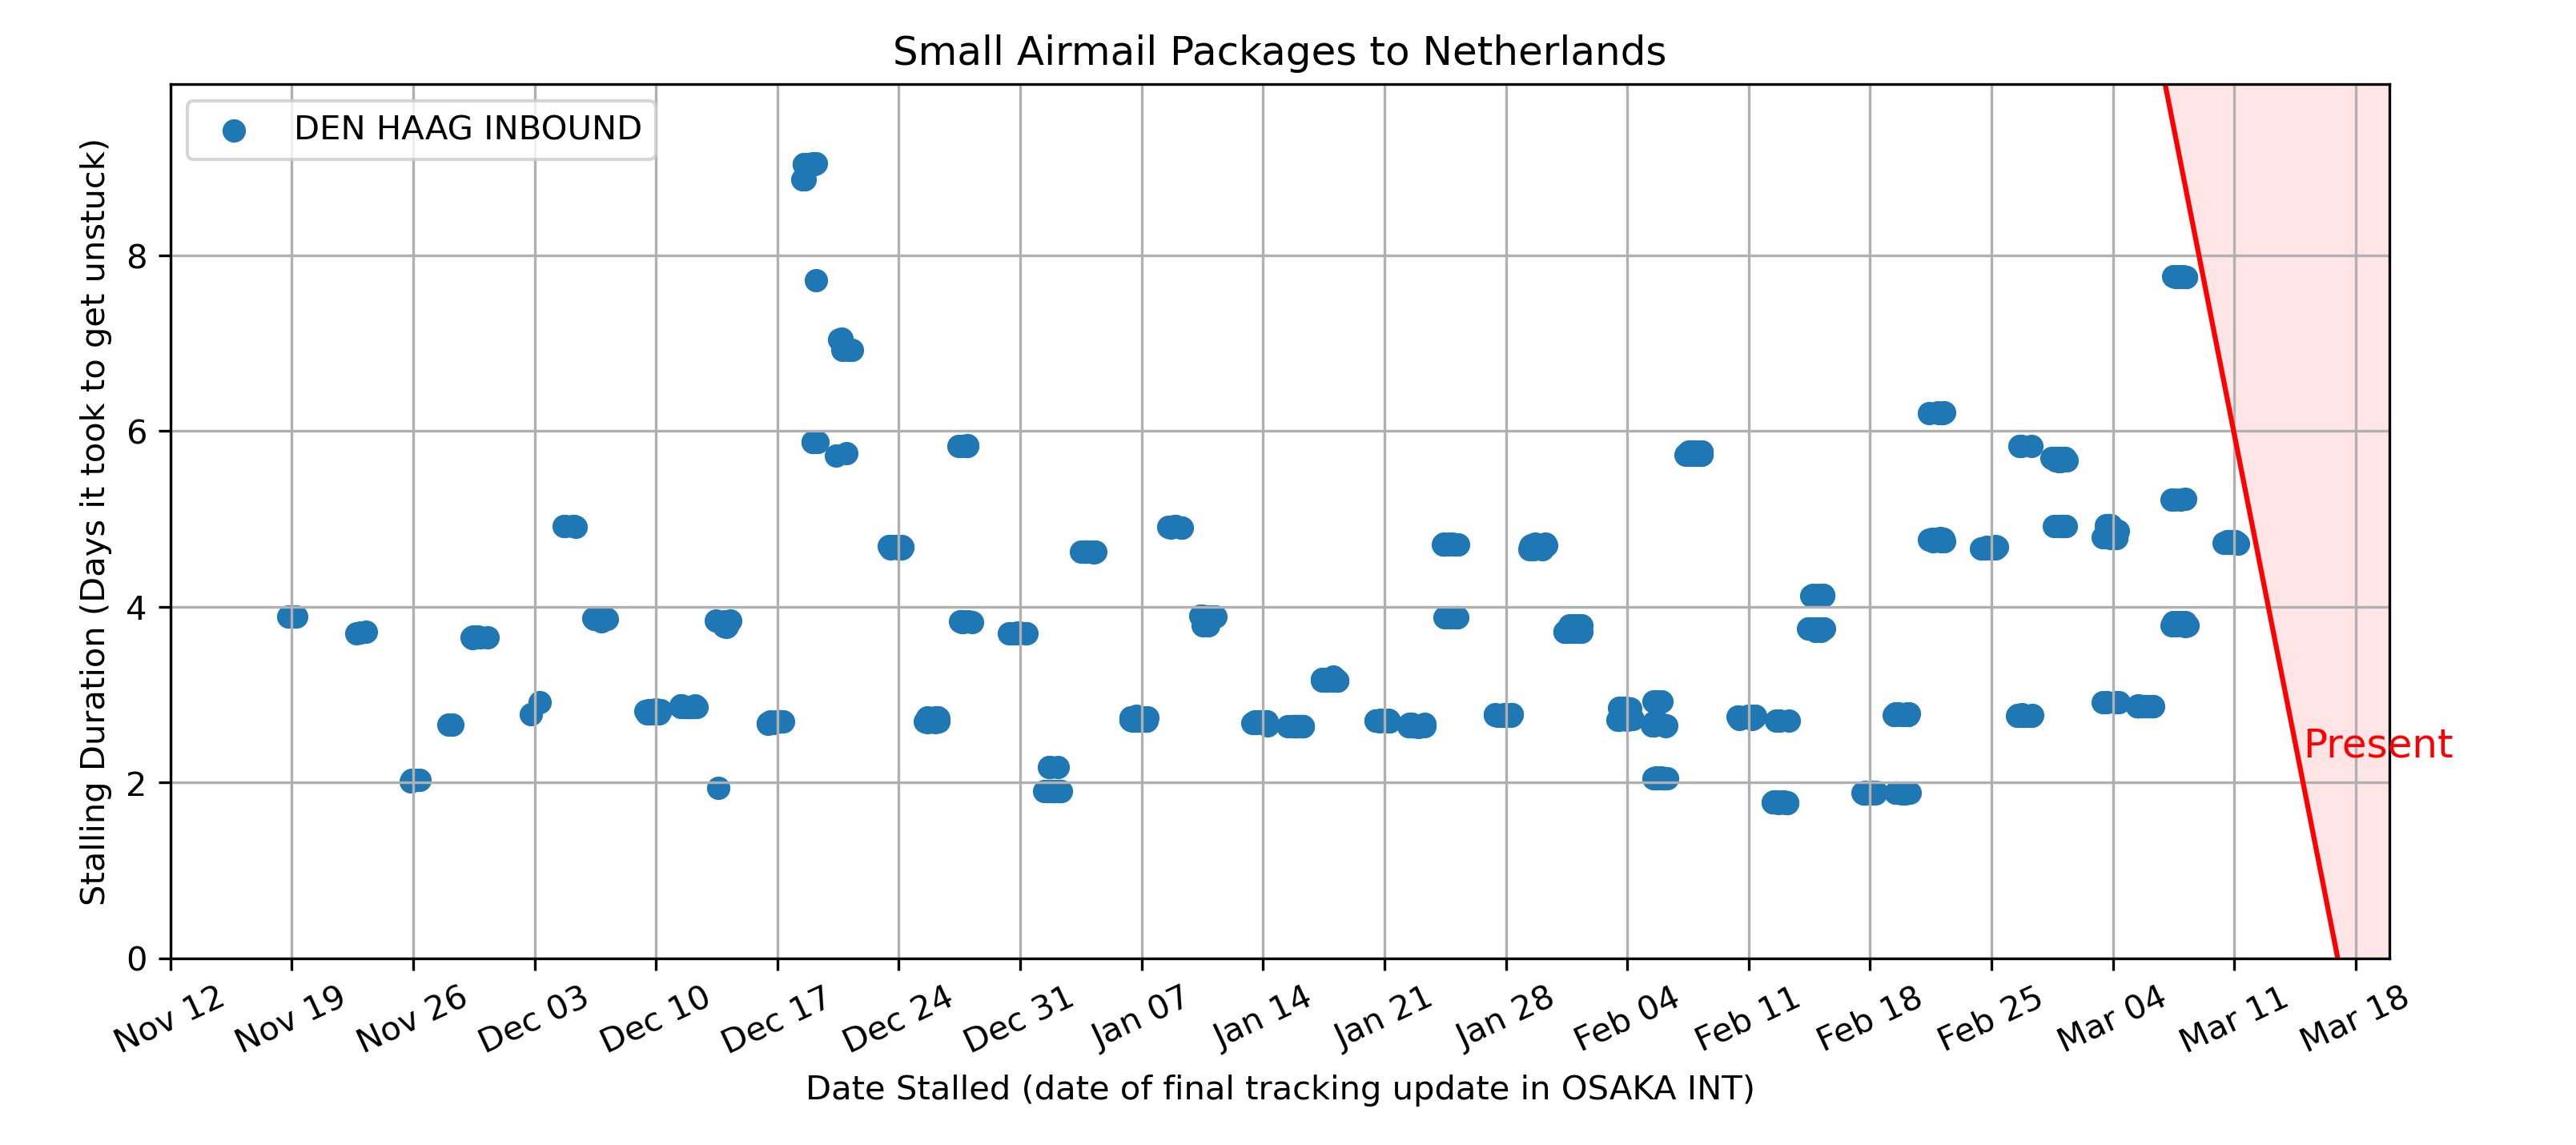 Small Airmail Packages to Netherlands
DEN HAAG INBOUND
Stalling Duration (Days it took to get unstuck)
8
6
4
2
0
Present
Nov 12
Nov 19
Nov 26
Dec 03
Dec 10
Dec 17
Dec 24
Dec 31
Jan 07
Jan 14
Jan 21
Jan 28
Feb 04
Feb 11
Feb 18
Feb 25
Mar 04
Mar 11
Mar 18
Date Stalled (date of final tracking update in OSAKA INT)